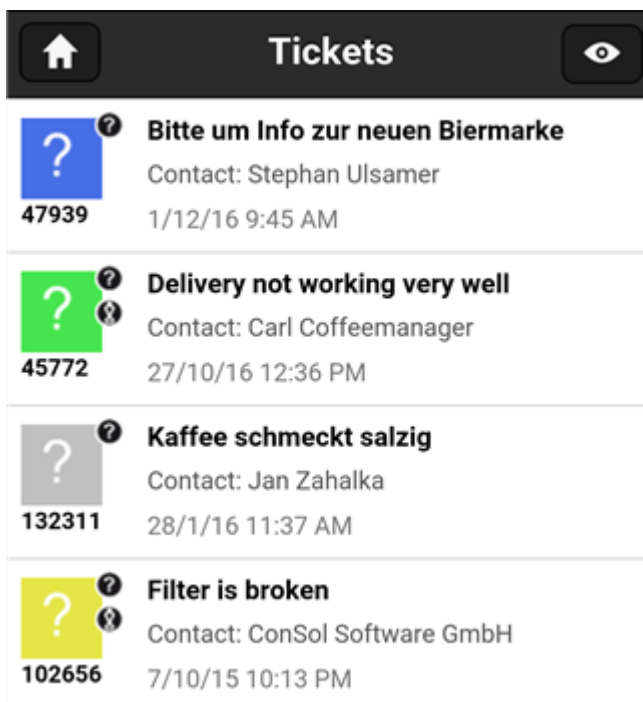 Tickets
?
?
Bitte um Info zur neuen Biermarke
Contact: Stephan Ulsamer
47939
1/12/16 9:45 AM
?
?
Delivery not working very well
Contact: Carl Coffeemanager
45772
27/10/16 12:36 PM
?
?
Kaffee schmeckt salzig
Contact: Jan Zahalka
132311
28/1/16 11:37 AM
?
?
Filter is broken
Contact: ConSol Software GmbH
102656
7/10/15 10:13 PM